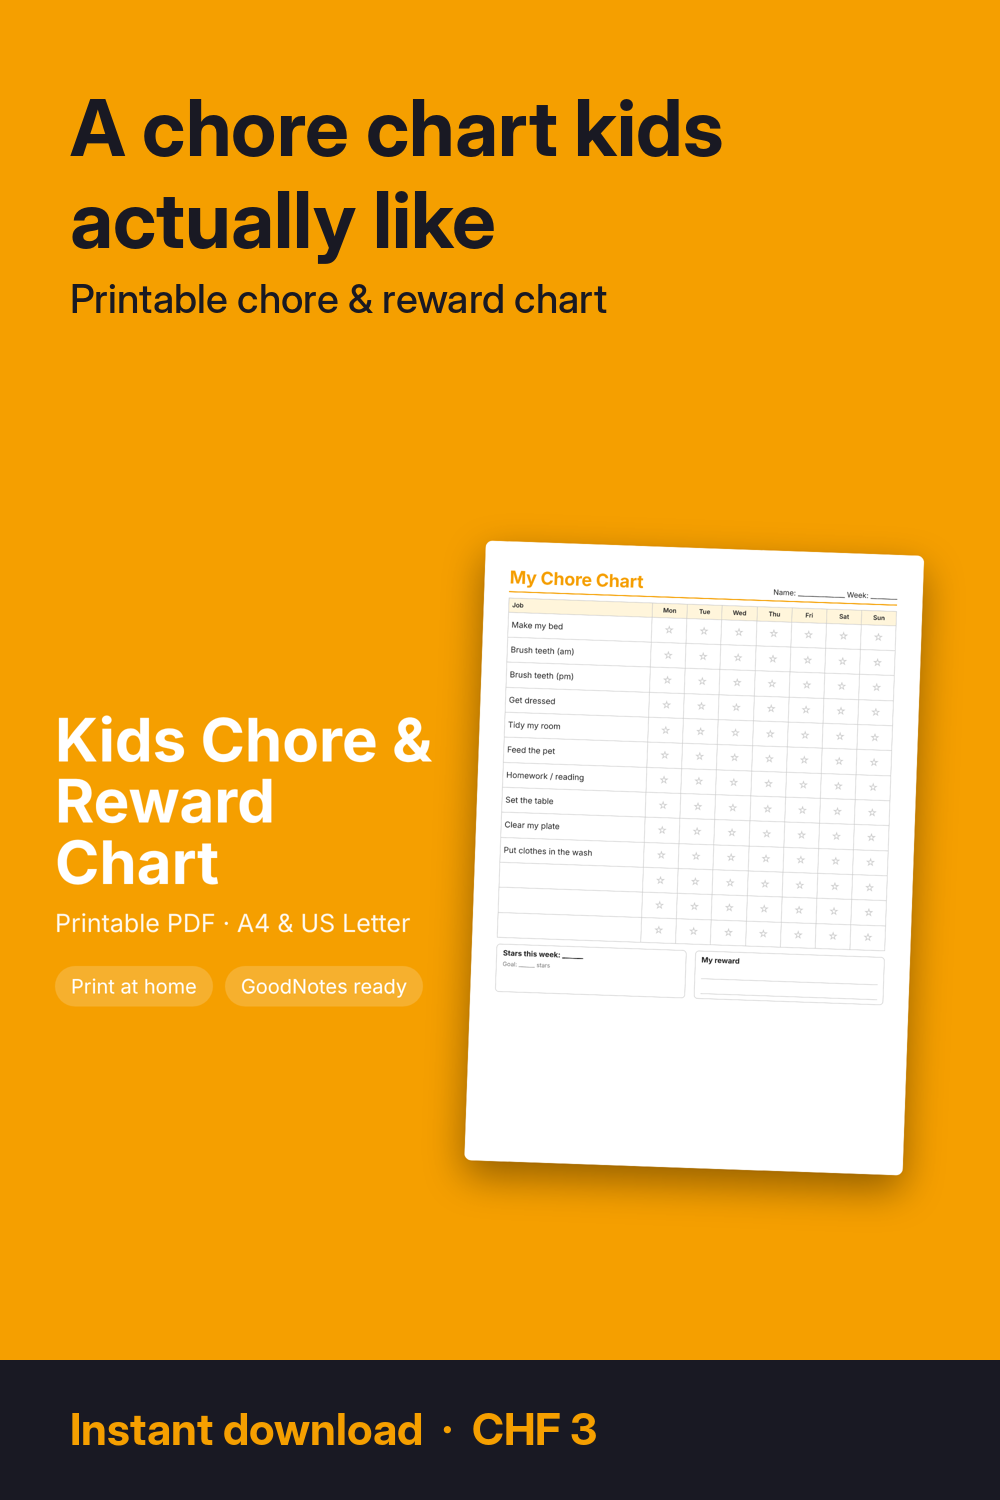 A chore chart kids
actually like
Printable chore & reward chart
Kids Chore &
Reward
Chart
Printable PDF · A4 & US Letter
Print at home
GoodNotes ready
My Chore Chart
Name: ____________ Week: _______
Job Mon Tue Wed Thu Fri Sat Sun
Make my bed ☆ ☆ ☆ ☆ ☆ ☆ ☆
Brush teeth (am) ☆ ☆ ☆ ☆ ☆ ☆ ☆
Brush teeth (pm) ☆ ☆ ☆ ☆ ☆ ☆ ☆
Get dressed ☆ ☆ ☆ ☆ ☆ ☆ ☆
Tidy my room ☆ ☆ ☆ ☆ ☆ ☆ ☆
Feed the pet ☆ ☆ ☆ ☆ ☆ ☆ ☆
Homework / reading ☆ ☆ ☆ ☆ ☆ ☆ ☆
Set the table ☆ ☆ ☆ ☆ ☆ ☆ ☆
Clear my plate ☆ ☆ ☆ ☆ ☆ ☆ ☆
Put clothes in the wash ☆ ☆ ☆ ☆ ☆ ☆ ☆
☆ ☆ ☆ ☆ ☆ ☆ ☆
☆ ☆ ☆ ☆ ☆ ☆ ☆
☆ ☆ ☆ ☆ ☆ ☆ ☆
Stars this week: _____
Goal: _____ stars
My reward
Instant download · CHF 3